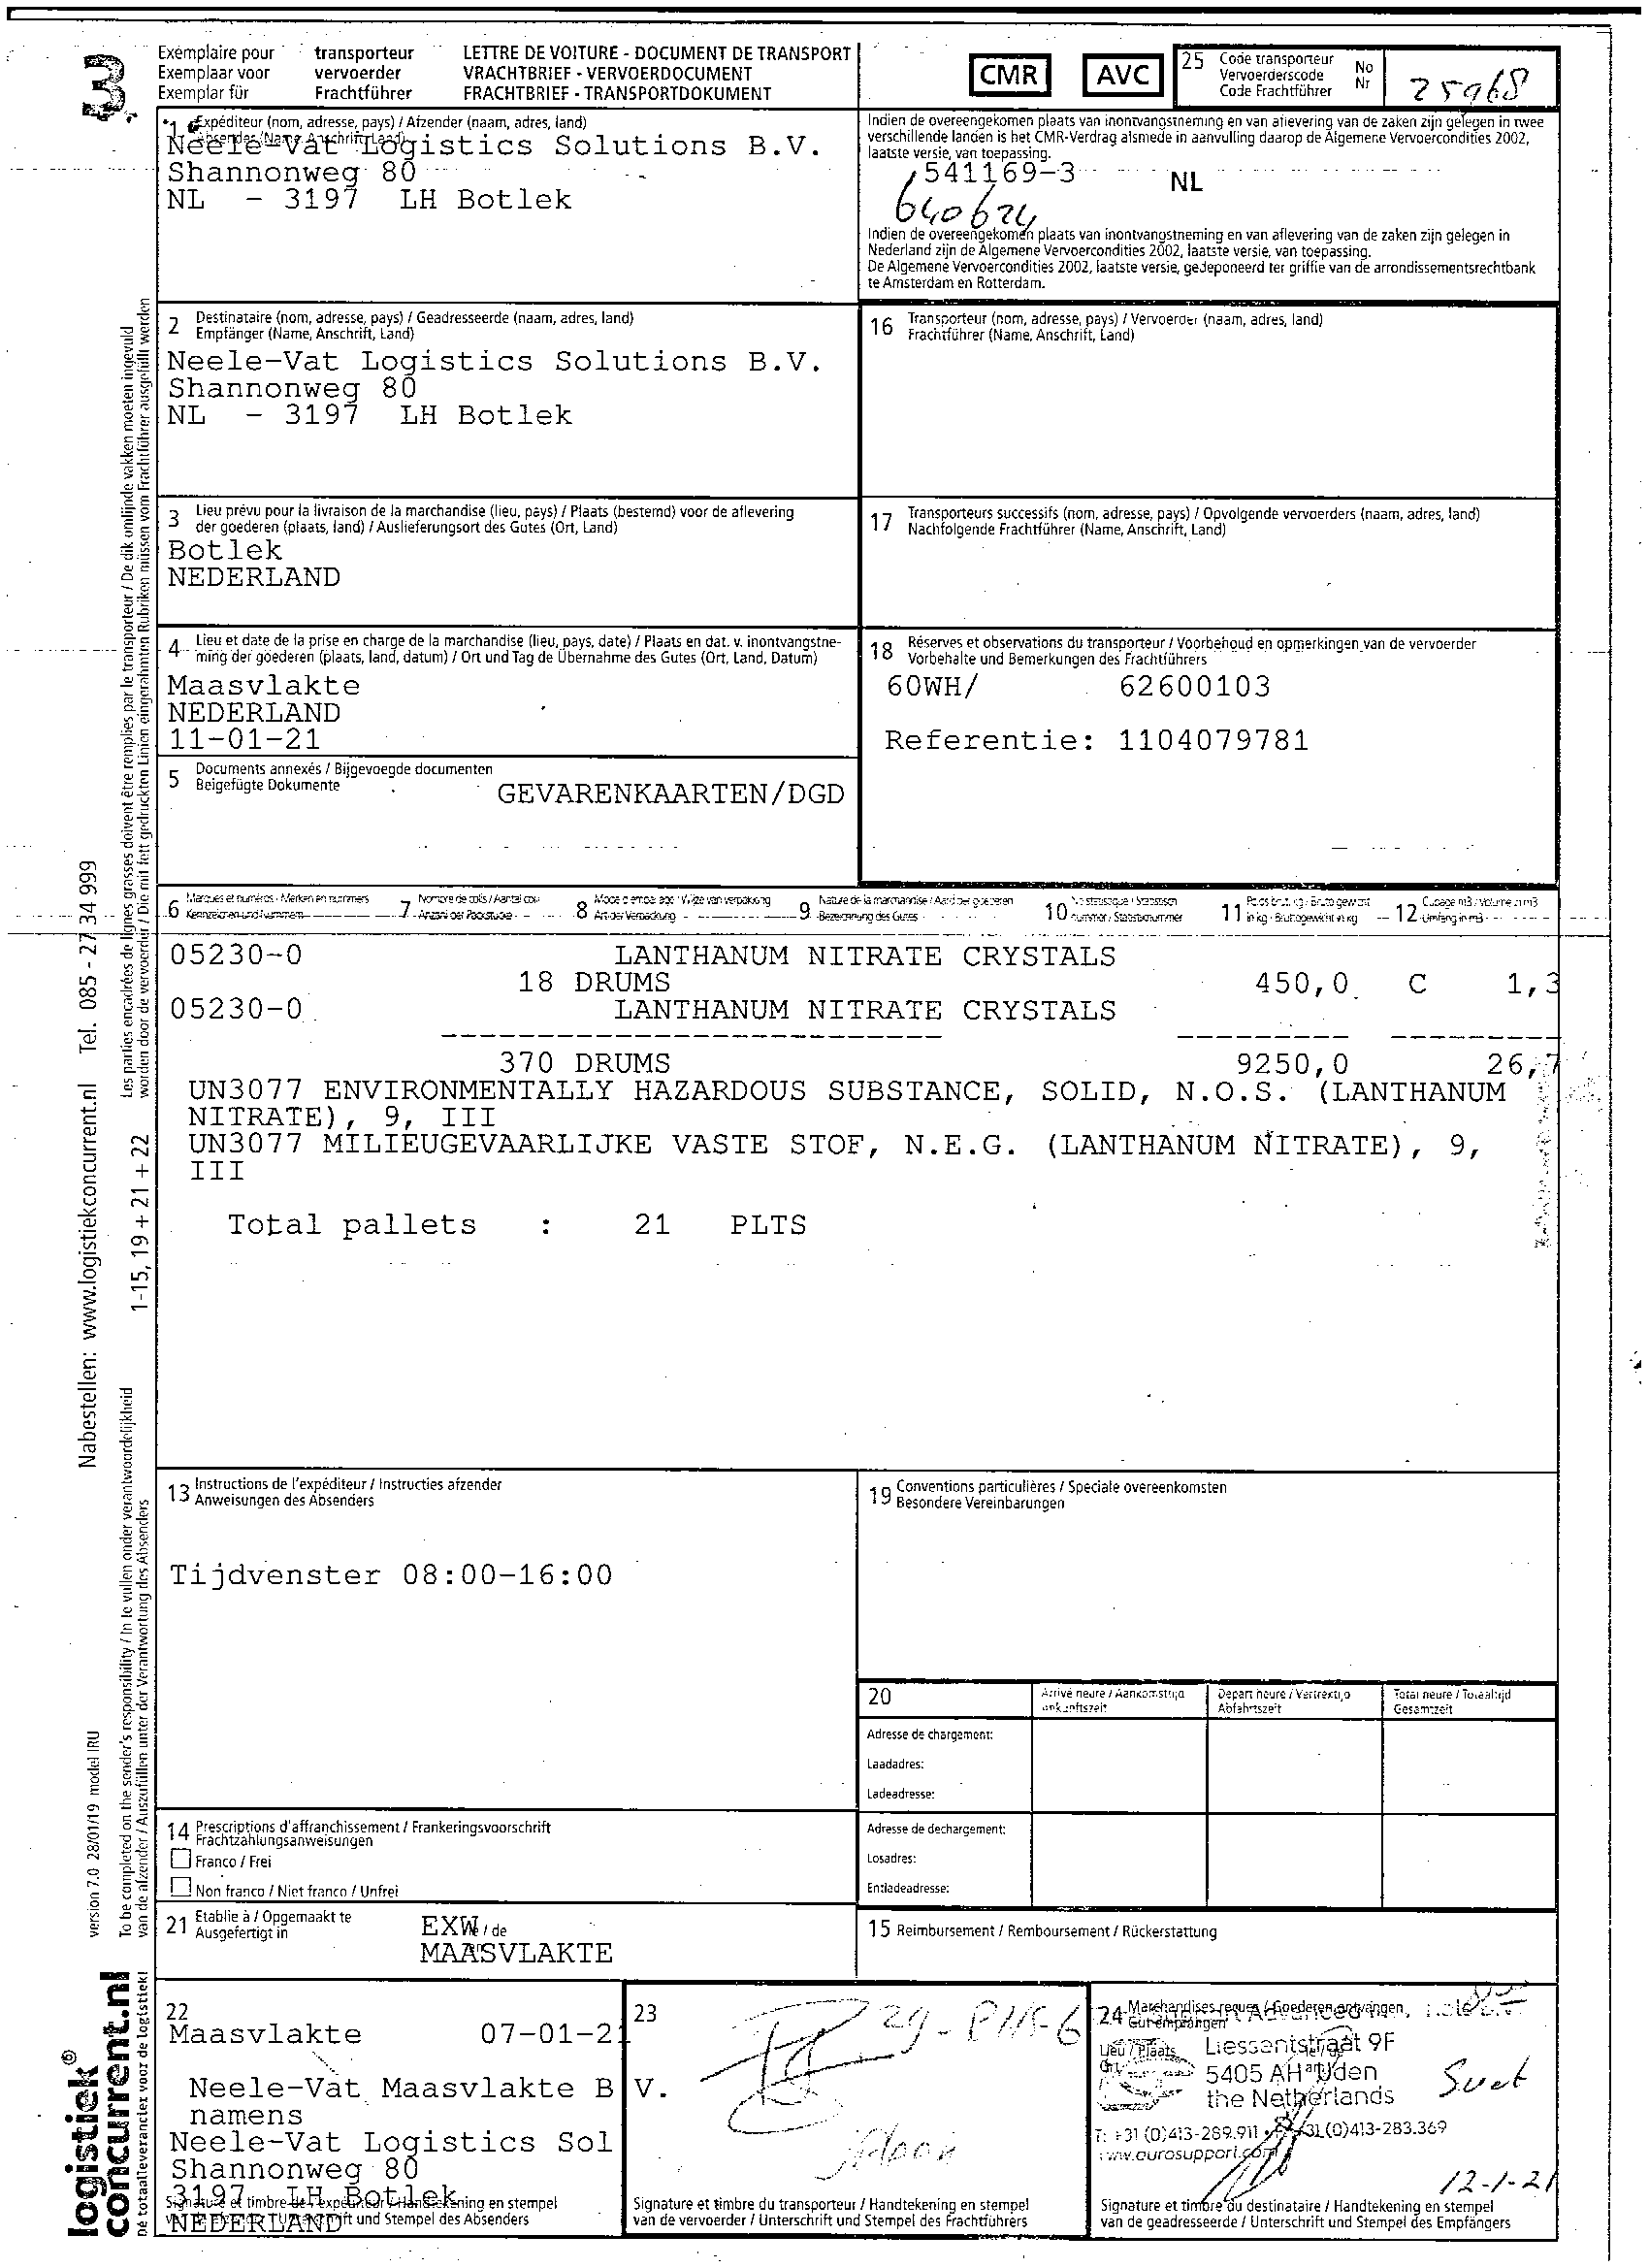 3
Exemplaire pour transporteur LETTRE DE VOITURE - DOCUMENT DE TRANSPORT
Exemplaar voor vervoerder VRACHTBRIEF - VERVOERDOCUMENT
Exemplar für Frachtführer FRACHTBRIEF - TRANSPORTDOKUMENT
CMR AVC
25 Code transporteur No
Vervoerderscode Nr
Code Frachtführer
25968
1 Expéditeur (nom, adresse, pays) / Afzender (naam, adres, land)
Neele-Vat Logistics Solutions B.V.
Shannonweg 80
NL - 3197 LH Botlek
Indien de overeengekomen plaats van inontvangstneming en van aflevering van de zaken zijn gelegen in twee
verschillende landen is het CMR-Verdrag alsmede in aanvulling daarop de Algemene Vervoercondities 2002,
laatste versie, van toepassing.
541169-3 NL
640624
Indien de overeengekomen plaats van inontvangstneming en van aflevering van de zaken zijn gelegen in
Nederland zijn de Algemene Vervoercondities 2002, laatste versie, van toepassing.
De Algemene Vervoercondities 2002, laatste versie, gedeponeerd ter griffie van de arrondissementsrechtbank
te Amsterdam en Rotterdam.
2 Destinataire (nom, adresse, pays) / Geadresseerde (naam, adres, land)
Empfänger (Name, Anschrift, Land)
Neele-Vat Logistics Solutions B.V.
Shannonweg 80
NL - 3197 LH Botlek
16 Transporteur (nom, adresse, pays) / Vervoerder (naam, adres, land)
Frachtführer (Name, Anschrift, Land)
3 Lieu prévu pour la livraison de la marchandise (lieu, pays) / Plaats (bestemd) voor de aflevering
der goederen (plaats, land) / Auslieferungsort des Gutes (Ort, Land)
Botlek
NEDERLAND
17 Transporteurs successifs (nom, adresse, pays) / Opvolgende vervoerders (naam, adres, land)
Nachfolgende Frachtführer (Name, Anschrift, Land)
4 Lieu et date de la prise en charge de la marchandise (lieu, pays, date) / Plaats en dat. v. inontvangstne-
ming der goederen (plaats, land, datum) / Ort und Tag de Übernahme des Gutes (Ort, Land, Datum)
Maasvlakte
NEDERLAND
11-01-21
18 Réserves et observations du transporteur / Voorbehoud en opmerkingen van de vervoerder
Vorbehalte und Bemerkungen des Frachtführers
60WH/ 62600103
Referentie: 1104079781
5 Documents annexés / Bijgevoegde documenten
Beigefügte Dokumente
GEVARENKAARTEN/DGD
6 Marques et numéros - Merken en nummers
Kennzeichen und Nummern
7 Nombre de colis / Aantal colli
Anzahl der Packstücke
8 Mode d'emballage / Wijze van verpakking
Art der Verpackung
9 Nature de la marchandise / Aard der goederen
Bezeichnung des Gutes
10 nummer / Statistiknummer
11 Poids brut, kg - Bruto gewicht
in kg - Bruttogewicht in kg
12 Cubage m3 / Volume in m3
Umfang in m3
05230-0 LANTHANUM NITRATE CRYSTALS
18 DRUMS 450,0 C 1,3
05230-0 LANTHANUM NITRATE CRYSTALS
370 DRUMS 9250,0 26,7
UN3077 ENVIRONMENTALLY HAZARDOUS SUBSTANCE, SOLID, N.O.S. (LANTHANUM
NITRATE), 9, III
UN3077 MILIEUGEVAARLIJKE VASTE STOF, N.E.G. (LANTHANUM NITRATE), 9,
III
Total pallets : 21 PLTS
13 Instructions de l'expéditeur / Instructies afzender
Anweisungen des Absenders
Tijdvenster 08:00-16:00
19 Conventions particulières / Speciale overeenkomsten
Besondere Vereinbarungen
20 Arrivé heure / Aankomsttijd Depart heure / Vertrektijd Totaal heure / Totaaltijd
Ankunftszeit Abfahrtszeit Gesamtzeit
Adresse de chargement:
Laadadres:
Ladeadresse:
Adresse de dechargement:
Losadres:
Entladeadresse:
14 Prescriptions d'affranchissement / Frankeringsvoorschrift
Frachtzahlungsanweisungen
Franco / Frei
Non franco / Niet franco / Unfrei
21 Etablie à / Opgemaakt te
Ausgefertigt in
EXW / de
MAASVLAKTE
15 Reimbursement / Remboursement / Rückerstattung
22
Maasvlakte 07-01-21
Neele-Vat Maasvlakte B.V.
namens
Neele-Vat Logistics Sol
Shannonweg 80
3197 LH Botlek
NEDERLAND
23
29-BNS-6
Signature et timbre du transporteur / Handtekening en stempel
van de vervoerder / Unterschrift und Stempel des Frachtführers
24 Marchandises reçues / Goederen ontvangen,
Gut empfangen
Lieu / Plaats
Liessentstraat 9F
5405 AH Uden
the Netherlands
T: +31 (0)413-289.911 (0)413-283.369
www.eurosupport.com
12-1-21
Signature et timbre du destinataire / Handtekening en stempel
van de geadresseerde / Unterschrift und Stempel des Empfängers
Les parties encadrées de lignes grasses doivent être remplies par le transporteur / De dik omlijnde vakken moeten ingevuld
worden door de vervoerder / Die mit fett gedruckten Linien eingerahmten Rubriken müssen vom Frachtführer ausgefüllt werden
1-15, 19 + 21 + 22
To be completed on the sender's responsibility / In te vullen onder verantwoordelijkheid
van de afzender / Auszufüllen unter der Verantwortung des Absenders
Nabestellen: www.logistiekconcurrent.nl Tel. 085 - 27 34 999
version 7.0 28/01/19 model IRU
logistiek®
concurrent.nl
Dé totaalleverancier voor de logistiek!